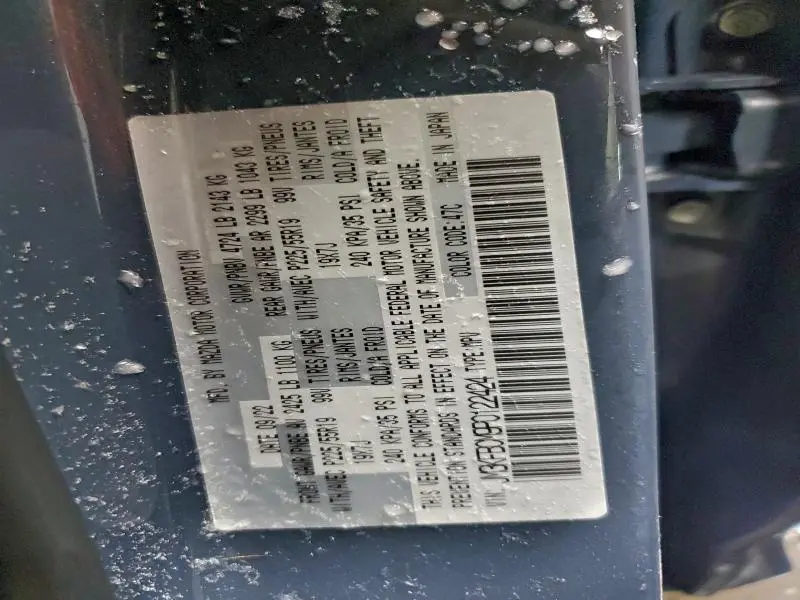 MFD. BY MAZDA MOTOR CORPORATION
DATE 09/22 GVWR/PNBV 4724 LB 2143 KG
FRONT GAWR/PNBE AV 2425 LB 1100 KG REAR GAWR/PNBE AR 2299 LB 1043 KG
WITH/AVEC P225/55R19 99V TIRES/PNEUS WITH/AVEC P225/55R19 99V TIRES/PNEUS
19X7J RIMS/JANTES 19X7J RIMS/JANTES
240 KPA/35 PSI COLD/A FROID 240 KPA/35 PSI COLD/A FROID
THIS VEHICLE CONFORMS TO ALL APPLICABLE FEDERAL MOTOR VEHICLE SAFETY AND THEFT
PREVENTION STANDARDS IN EFFECT ON THE DATE OF MANUFACTURE SHOWN ABOVE.
VIN: TYPE:MPV COLOR CODE:47C MADE IN JAPAN